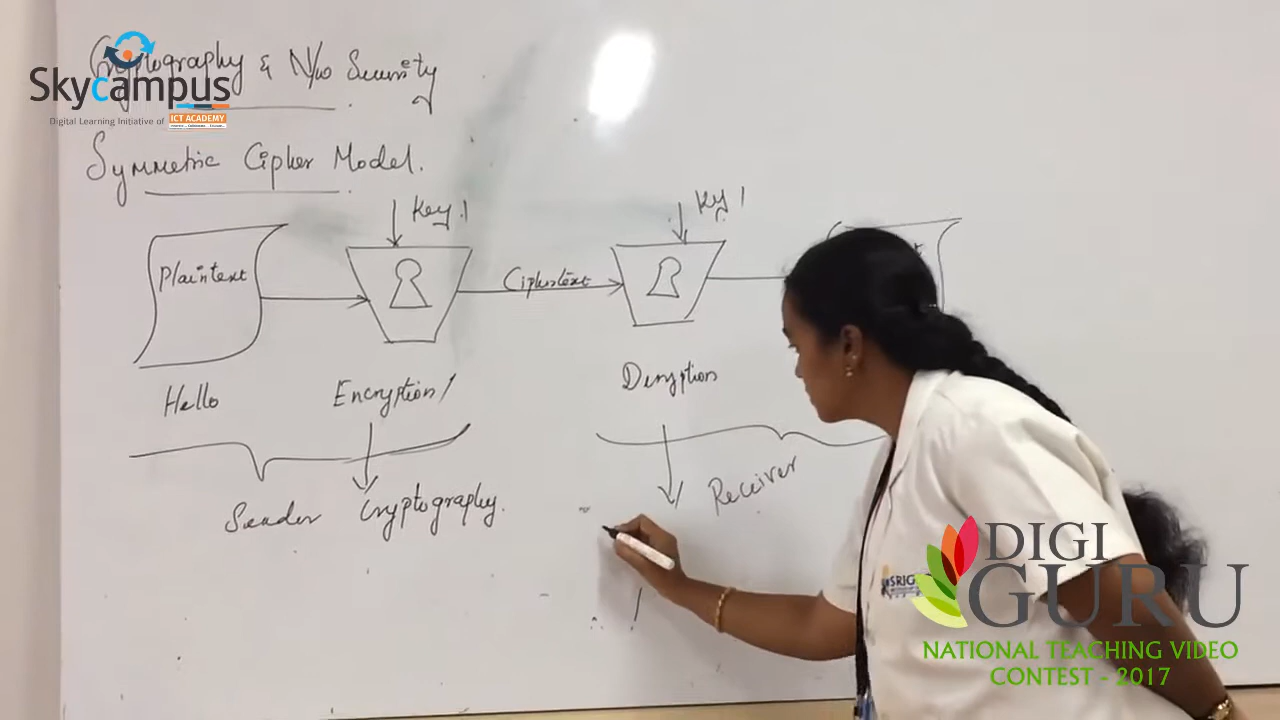 Cryptography & N/w Security
Skycampus
Digital Learning Initiative of ICT ACADEMY
Symmetric Cipher Model.
Key 1
Key 1
Plaintext
Ciphertext
Hello
Encryption/
Decryption
Sender
Cryptography.
Receiver
DIGI
GURU
NATIONAL TEACHING VIDEO
CONTEST - 2017